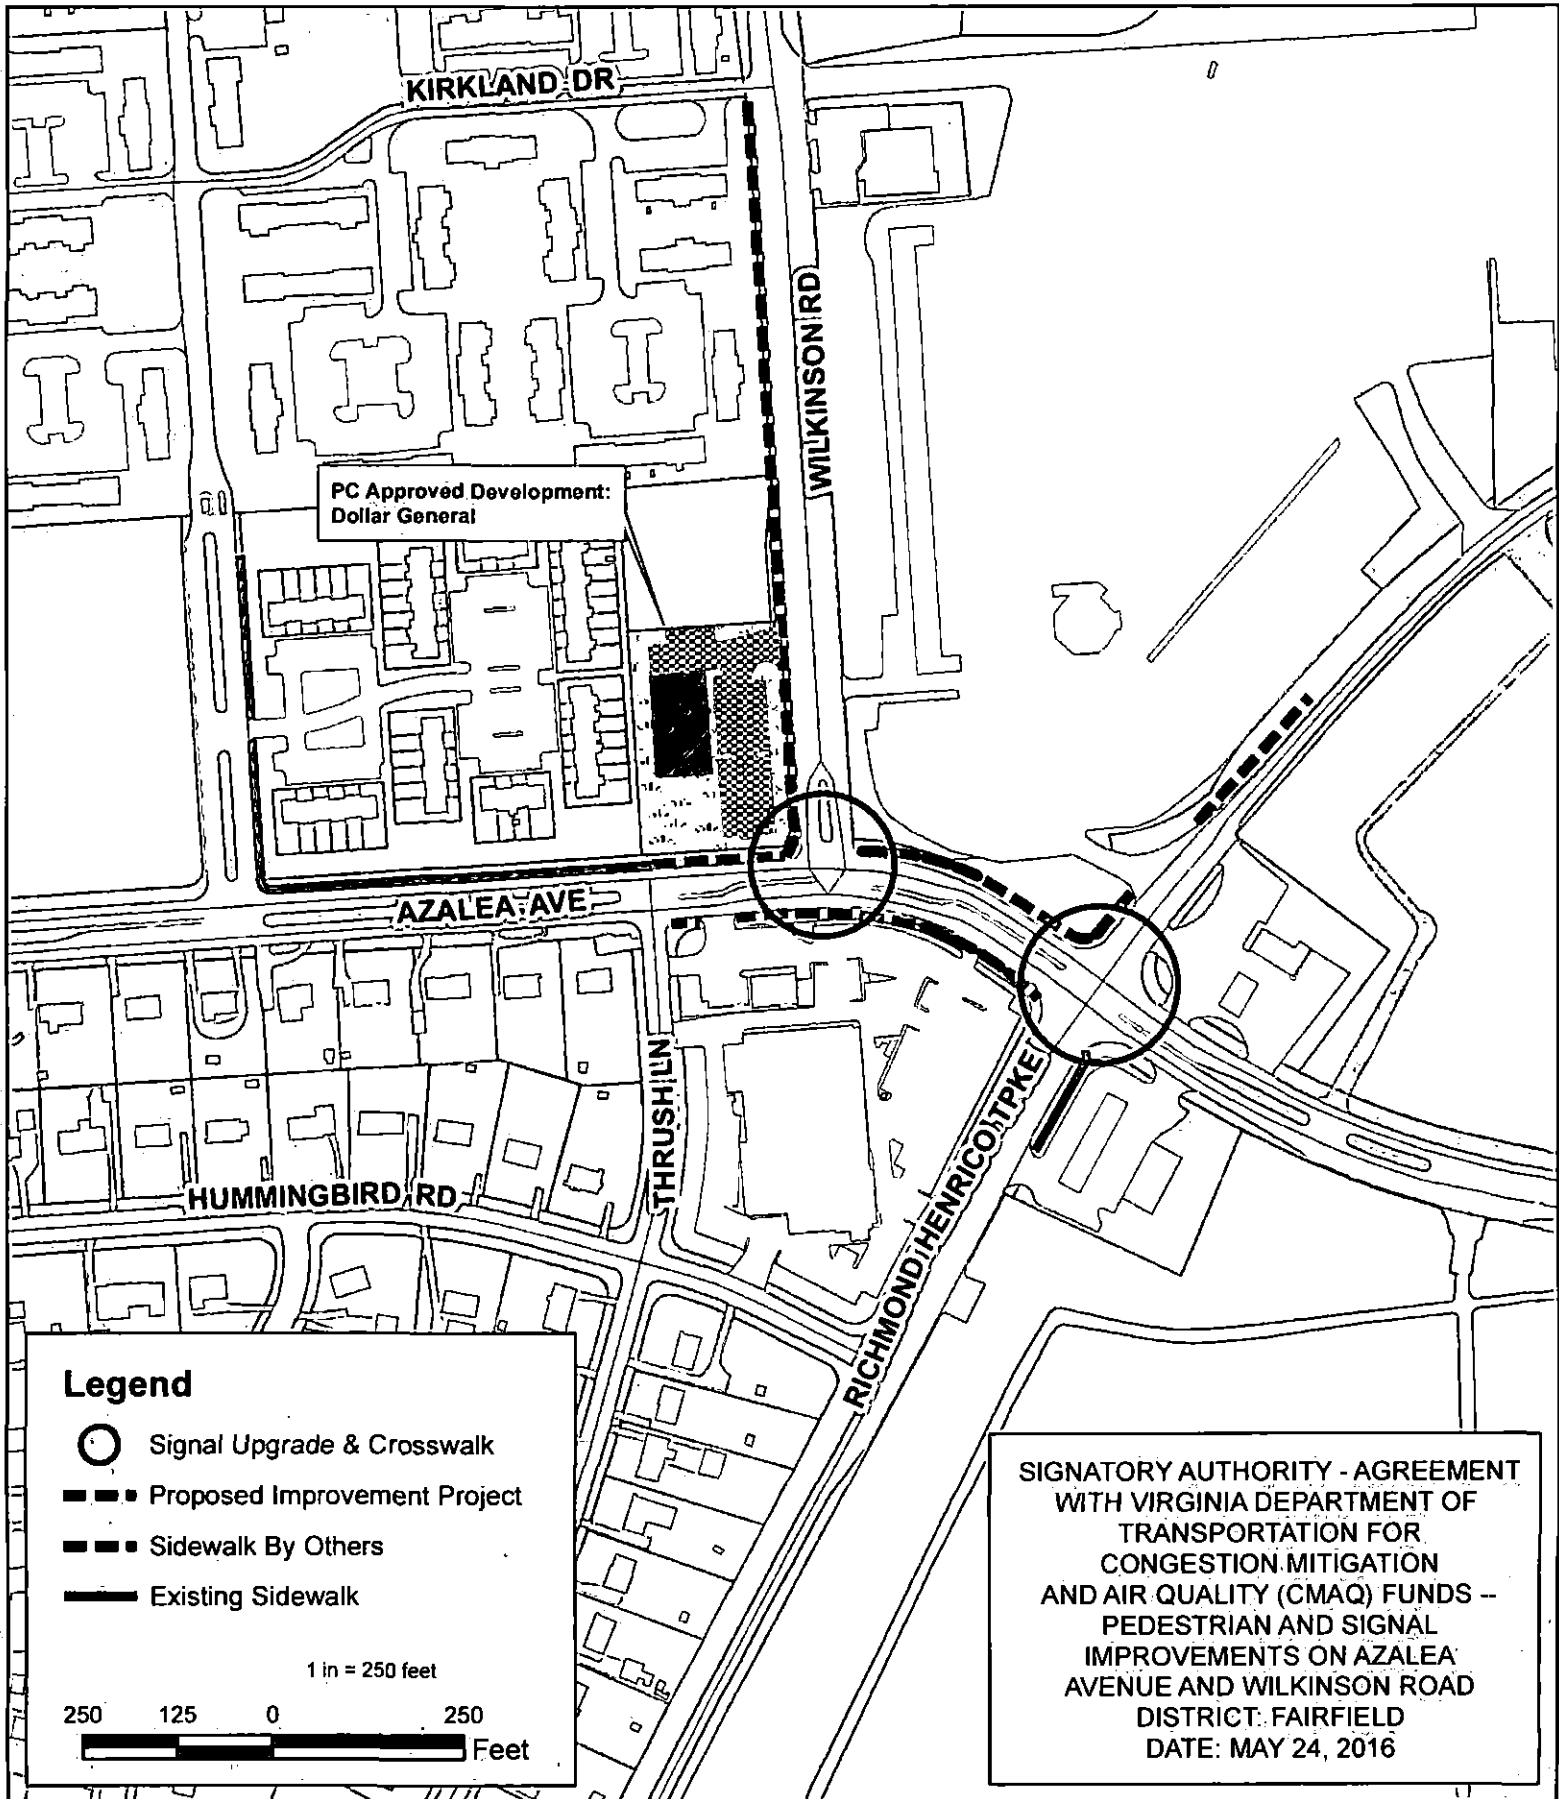 KIRKLAND DR
WILKINSON RD
PC Approved Development:
Dollar General
AZALEA AVE
THRUSH LN
HUMMINGBIRD RD
RICHMOND HENRICO TPKE
Legend
Signal Upgrade & Crosswalk
Proposed Improvement Project
Sidewalk By Others
Existing Sidewalk
1 in = 250 feet
250 125 0 250
Feet
SIGNATORY AUTHORITY - AGREEMENT
WITH VIRGINIA DEPARTMENT OF
TRANSPORTATION FOR
CONGESTION MITIGATION
AND AIR QUALITY (CMAQ) FUNDS --
PEDESTRIAN AND SIGNAL
IMPROVEMENTS ON AZALEA
AVENUE AND WILKINSON ROAD
DISTRICT: FAIRFIELD
DATE: MAY 24, 2016